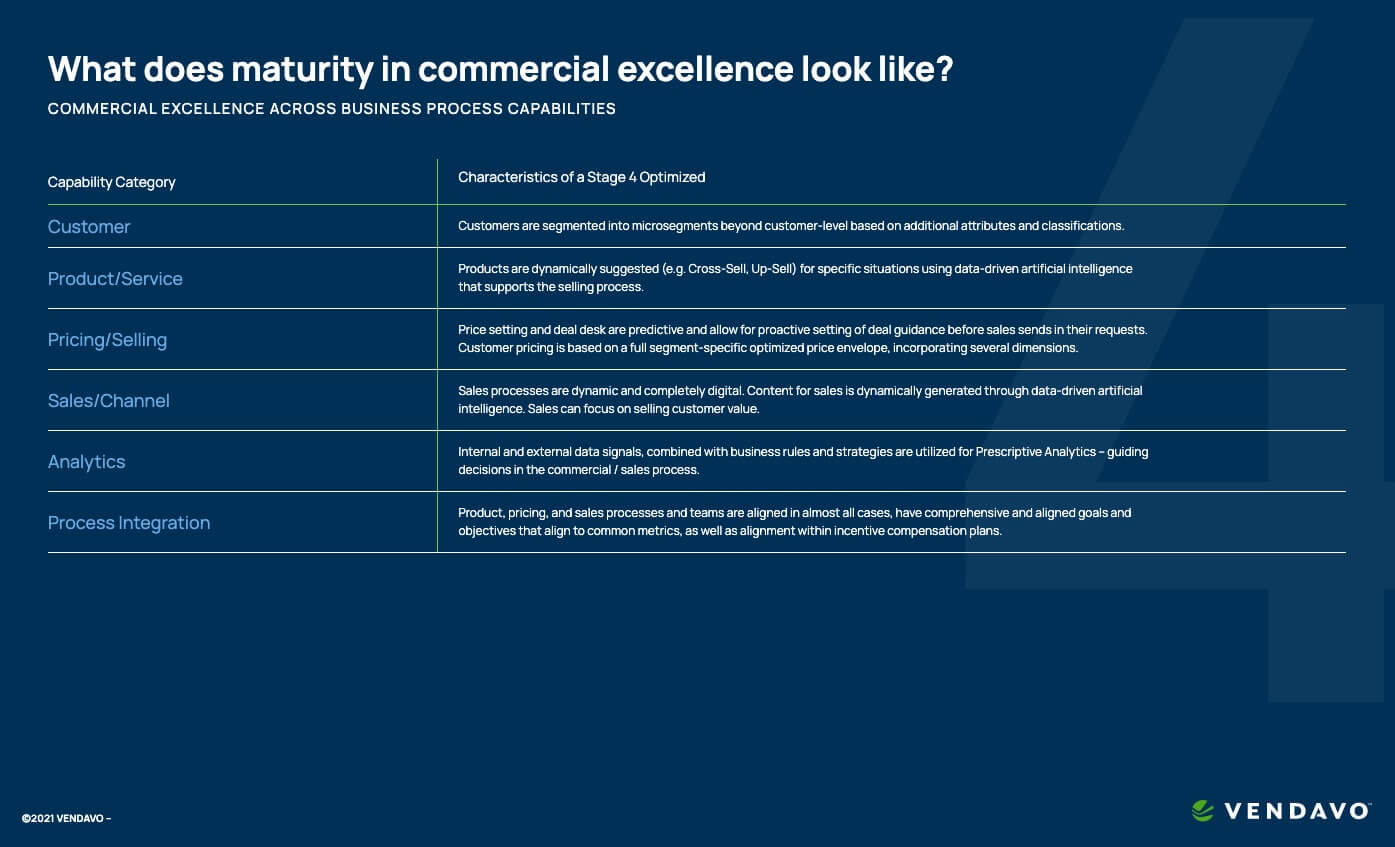 What does maturity in commercial excellence look like?
COMMERCIAL EXCELLENCE ACROSS BUSINESS PROCESS CAPABILITIES
Capability Category
Characteristics of a Stage 4 Optimized
Customer
Customers are segmented into microsegments beyond customer-level based on additional attributes and classifications.
Product/Service
Products are dynamically suggested (e.g. Cross-Sell, Up-Sell) for specific situations using data-driven artificial intelligence
that supports the selling process.
Pricing/Selling
Price setting and deal desk are predictive and allow for proactive setting of deal guidance before sales sends in their requests.
Customer pricing is based on a full segment-specific optimized price envelope, incorporating several dimensions.
Sales/Channel
Sales processes are dynamic and completely digital. Content for sales is dynamically generated through data-driven artificial
intelligence. Sales can focus on selling customer value.
Analytics
Internal and external data signals, combined with business rules and strategies are utilized for Prescriptive Analytics – guiding
decisions in the commercial / sales process.
Process Integration
Product, pricing, and sales processes and teams are aligned in almost all cases, have comprehensive and aligned goals and
objectives that align to common metrics, as well as alignment within incentive compensation plans.
4
©2021 VENDAVO –
VENDAVO™